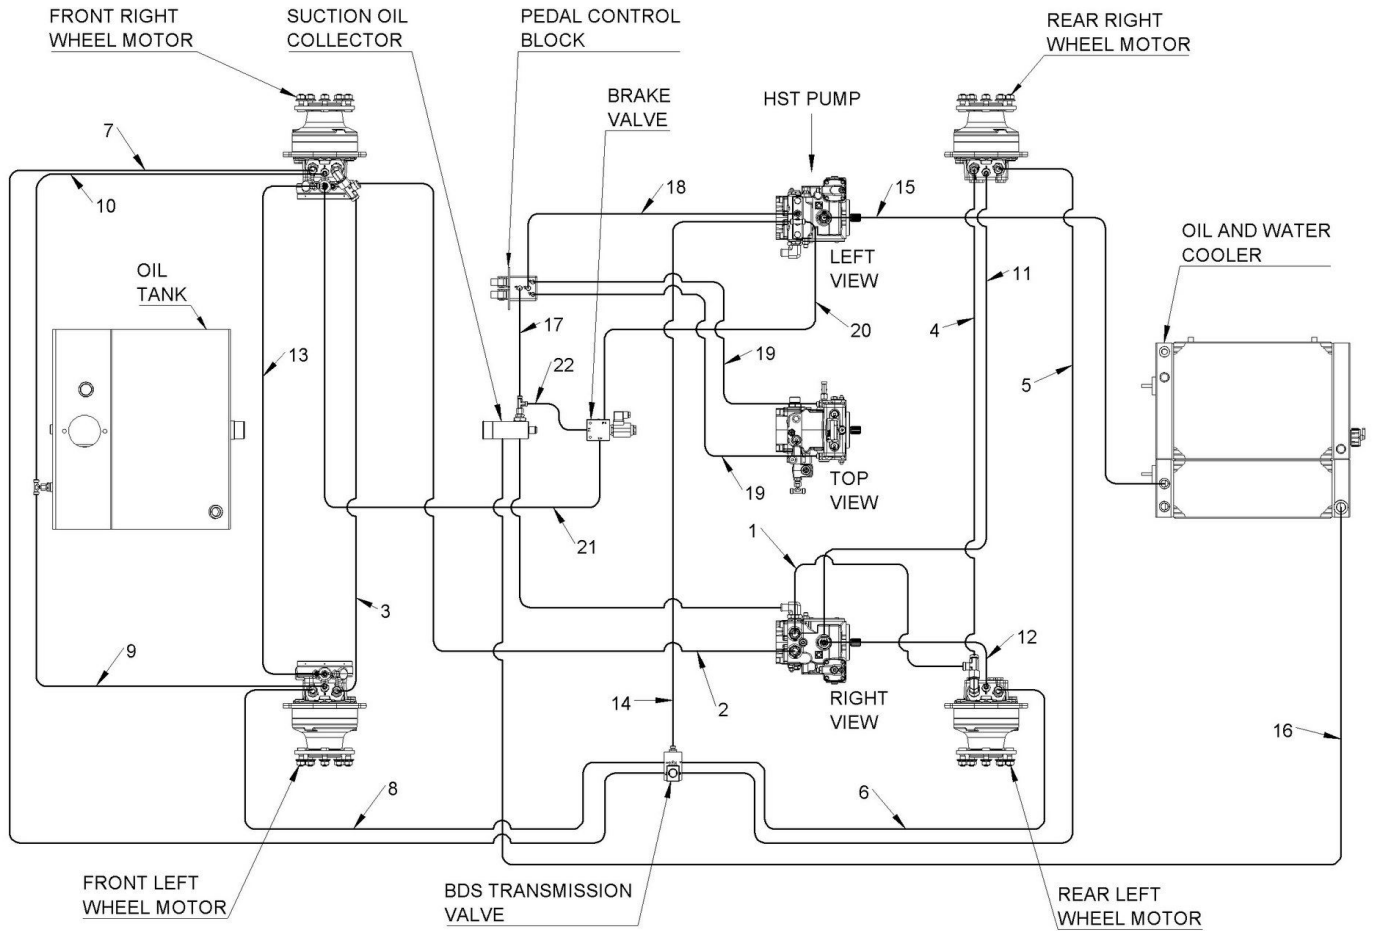 FRONT RIGHT
WHEEL MOTOR
SUCTION OIL
COLLECTOR
PEDAL CONTROL
BLOCK
REAR RIGHT
WHEEL MOTOR
BRAKE
VALVE
HST PUMP
7
10
18
15
OIL AND WATER
COOLER
LEFT
VIEW
OIL
TANK
11
4
17
20
13
19
22
5
TOP
VIEW
19
21
1
3
12
9
RIGHT
VIEW
14
2
16
8
6
FRONT LEFT
WHEEL MOTOR
BDS TRANSMISSION
VALVE
REAR LEFT
WHEEL MOTOR